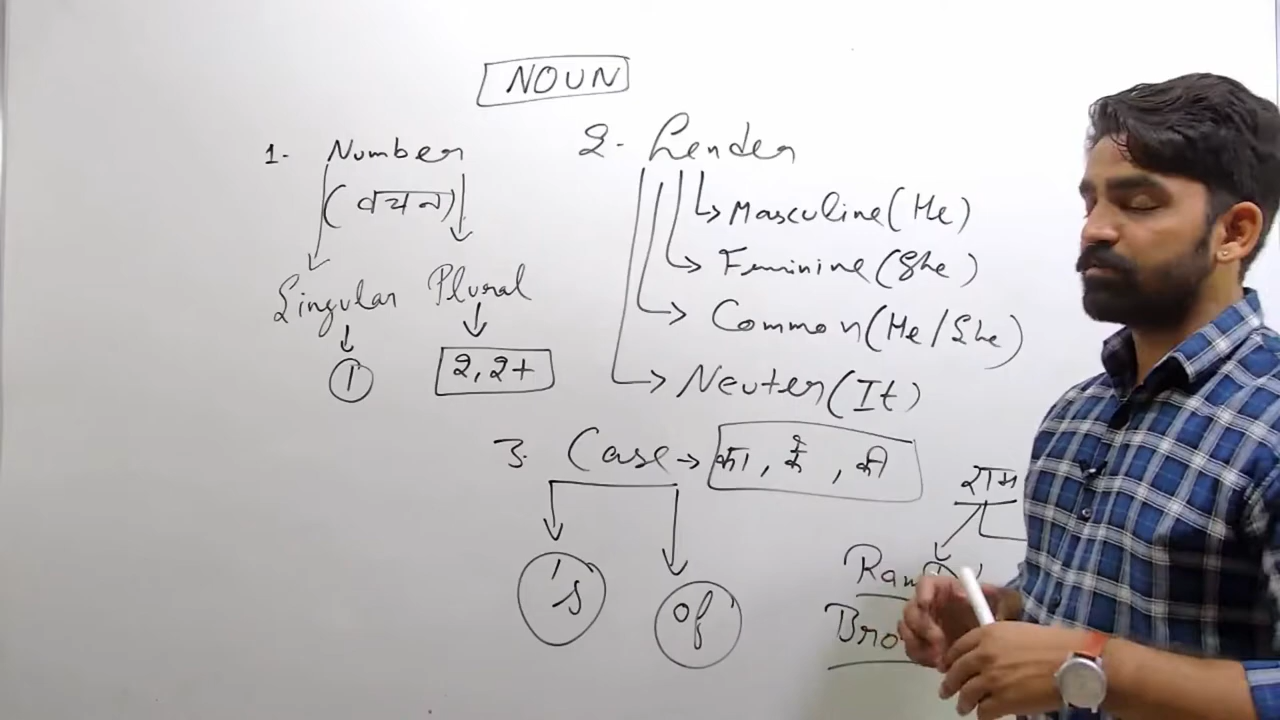 NOUN
1- Number
(वचन)
Singular Plural
1 2, 2+
2- Gender
Masculine (He)
Feminine (She)
Common (He/She)
Neuter (It)
3. Case → का, के, की
's of
राम